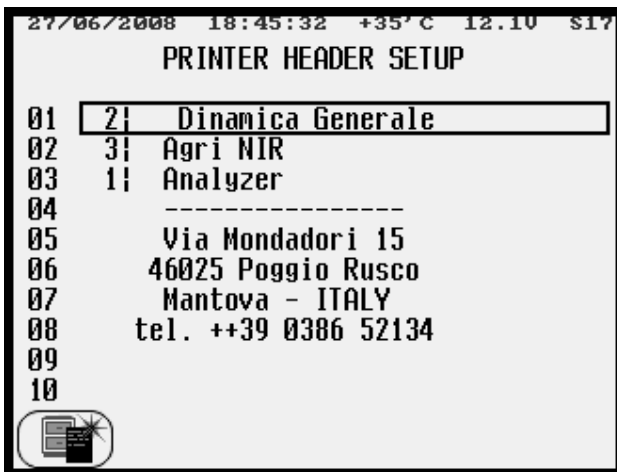 27/06/2008 18:45:32 +35'C 12.1V S17
PRINTER HEADER SETUP
01 2¦ Dinamica Generale
02 3¦ Agri NIR
03 1¦ Analyzer
04 ----------------
05 Via Mondadori 15
06 46025 Poggio Rusco
07 Mantova - ITALY
08 tel. ++39 0386 52134
09
10